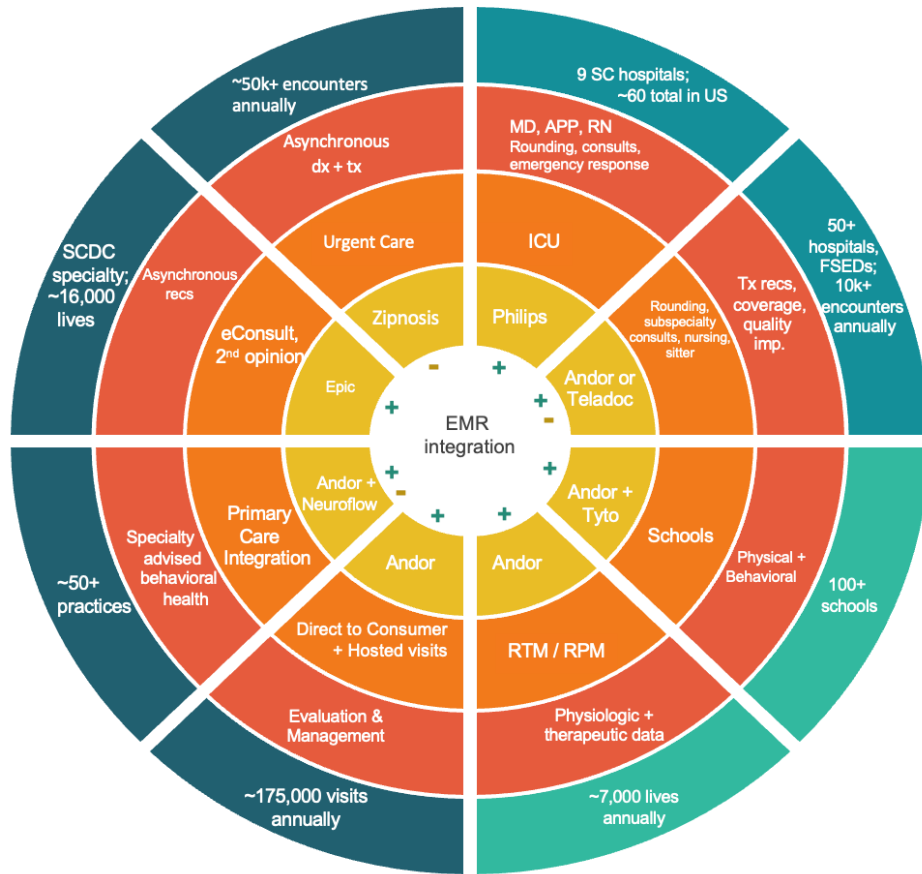 ~50k+ encounters
annually
Asynchronous
dx + tx
Urgent Care
Zipnosis
-
9 SC hospitals;
~60 total in US
MD, APP, RN
Rounding, consults,
emergency response
ICU
Philips
+
50+
hospitals,
FSEDs;
10k+
encounters
annually
Tx recs,
coverage,
quality
imp.
Rounding,
subspecialty
consults, nursing,
sitter
Andor or
Teladoc
+
-
100+
schools
Physical +
Behavioral
Schools
Andor +
Tyto
+
~7,000 lives
annually
Physiologic +
therapeutic data
RTM / RPM
Andor
+
~175,000 visits
annually
Evaluation &
Management
Direct to Consumer
+ Hosted visits
Andor
+
~50+
practices
Specialty
advised
behavioral
health
Primary
Care
Integration
Andor +
Neuroflow
+
-
SCDC
specialty;
~16,000
lives
Asynchronous
recs
eConsult,
2nd opinion
Epic
+
EMR
integration